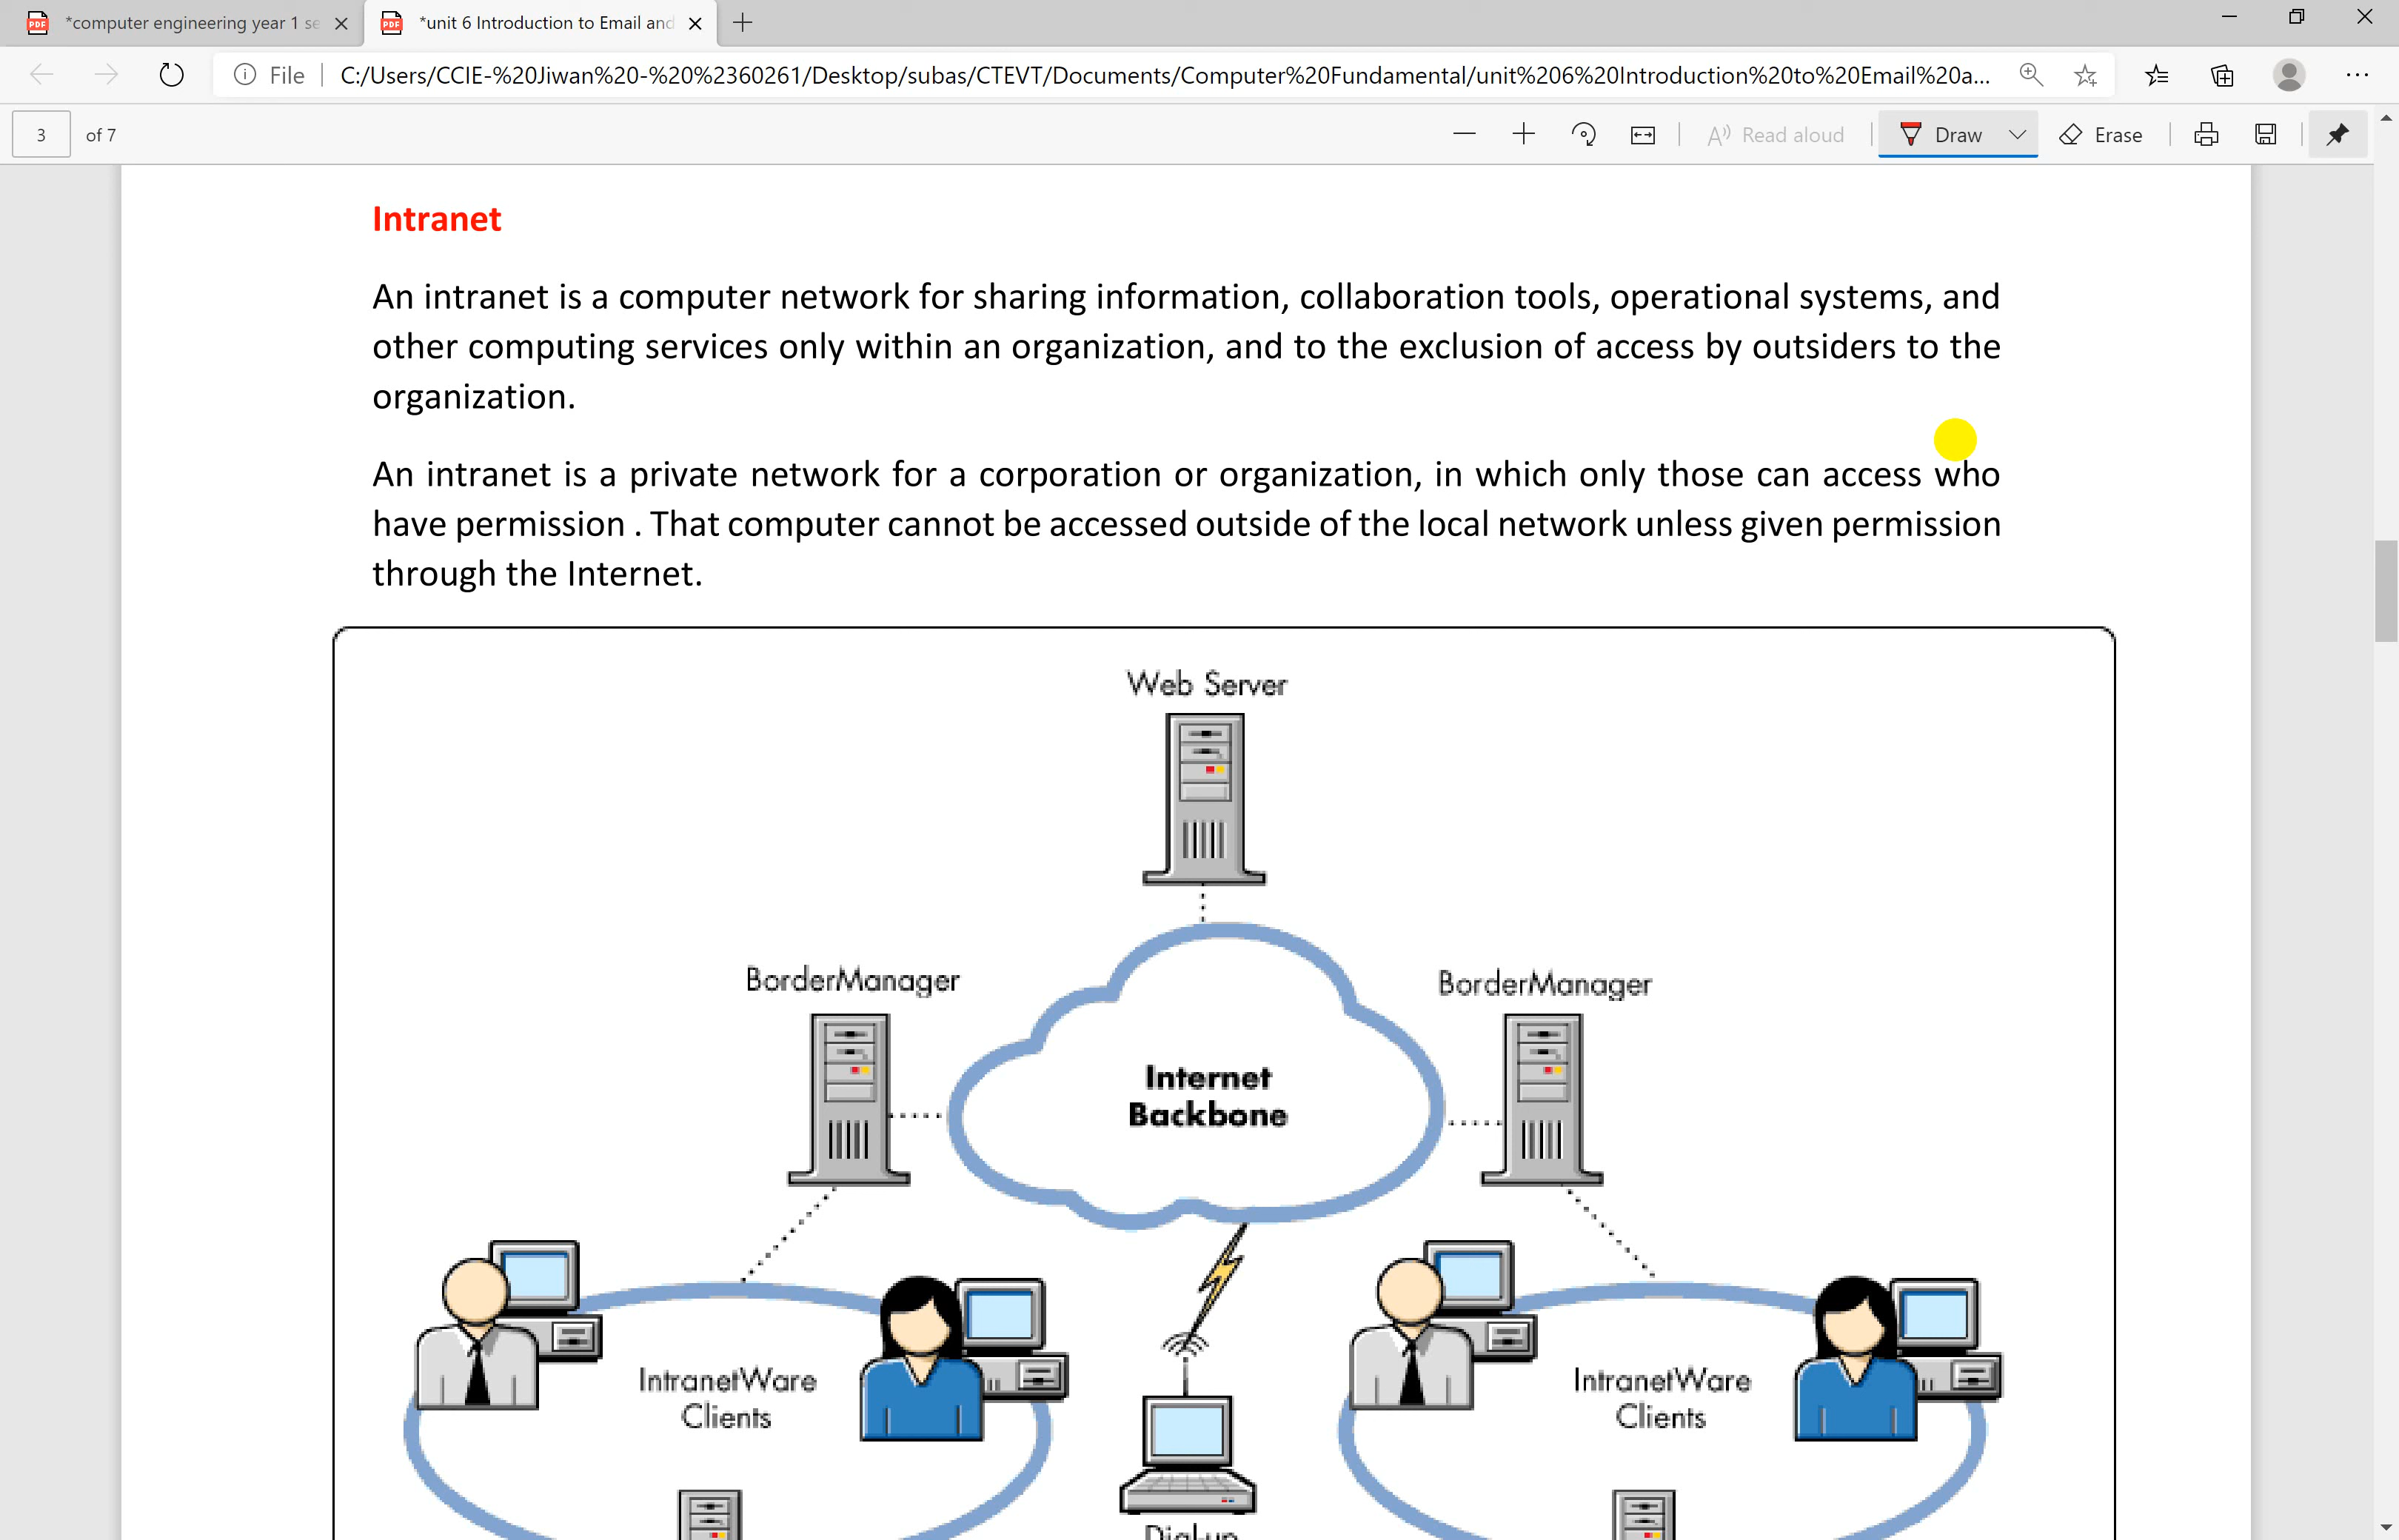 *computer engineering year 1 se
*unit 6 Introduction to Email and
File
C:/Users/CCIE-%20Jiwan%20-%20%2360261/Desktop/subas/CTEVT/Documents/Computer%20Fundamental/unit%206%20Introduction%20to%20Email%20a...
3 of 7
Read aloud
Draw
Erase
Intranet
An intranet is a computer network for sharing information, collaboration tools, operational systems, and
other computing services only within an organization, and to the exclusion of access by outsiders to the
organization.
An intranet is a private network for a corporation or organization, in which only those can access who
have permission . That computer cannot be accessed outside of the local network unless given permission
through the Internet.
Web Server
BorderManager
BorderManager
Internet
Backbone
IntranetWare
Clients
IntranetWare
Clients
Dial-up